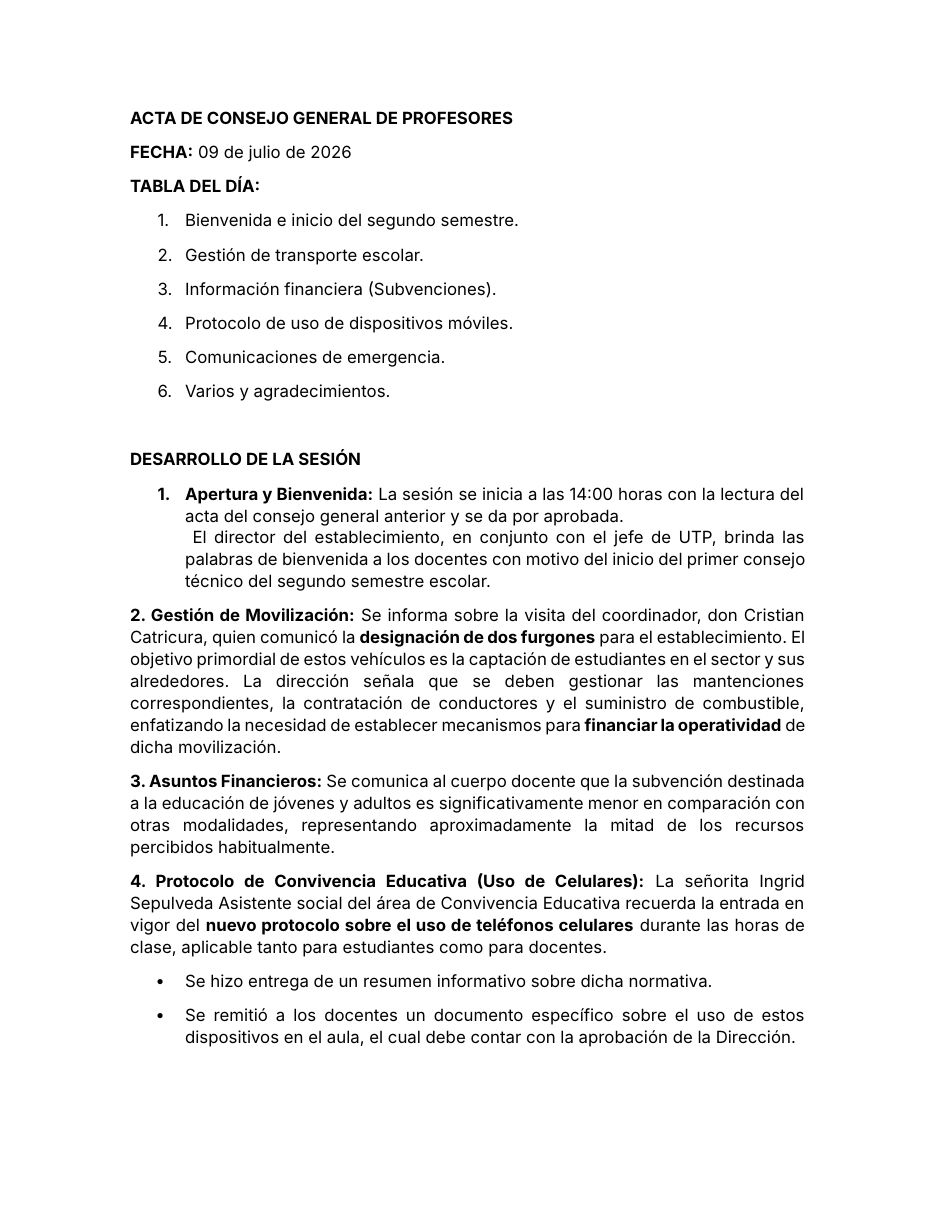 ACTA DE CONSEJO GENERAL DE PROFESORES
FECHA: 09 de julio de 2026
TABLA DEL DÍA:
1. Bienvenida e inicio del segundo semestre.
2. Gestión de transporte escolar.
3. Información financiera (Subvenciones).
4. Protocolo de uso de dispositivos móviles.
5. Comunicaciones de emergencia.
6. Varios y agradecimientos.
DESARROLLO DE LA SESIÓN
1. Apertura y Bienvenida: La sesión se inicia a las 14:00 horas con la lectura del
acta del consejo general anterior y se da por aprobada.
El director del establecimiento, en conjunto con el jefe de UTP, brinda las
palabras de bienvenida a los docentes con motivo del inicio del primer consejo
técnico del segundo semestre escolar.
2. Gestión de Movilización: Se informa sobre la visita del coordinador, don Cristian
Catricura, quien comunicó la designación de dos furgones para el establecimiento. El
objetivo primordial de estos vehículos es la captación de estudiantes en el sector y sus
alrededores. La dirección señala que se deben gestionar las mantenciones
correspondientes, la contratación de conductores y el suministro de combustible,
enfatizando la necesidad de establecer mecanismos para financiar la operatividad de
dicha movilización.
3. Asuntos Financieros: Se comunica al cuerpo docente que la subvención destinada
a la educación de jóvenes y adultos es significativamente menor en comparación con
otras modalidades, representando aproximadamente la mitad de los recursos
percibidos habitualmente.
4. Protocolo de Convivencia Educativa (Uso de Celulares): La señorita Ingrid
Sepulveda Asistente social del área de Convivencia Educativa recuerda la entrada en
vigor del nuevo protocolo sobre el uso de teléfonos celulares durante las horas de
clase, aplicable tanto para estudiantes como para docentes.
• Se hizo entrega de un resumen informativo sobre dicha normativa.
• Se remitió a los docentes un documento específico sobre el uso de estos
dispositivos en el aula, el cual debe contar con la aprobación de la Dirección.